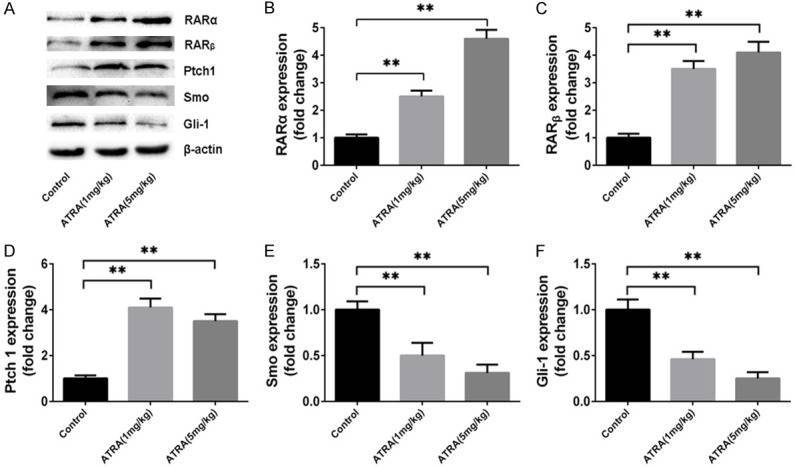 A
RARα
RARβ
Ptch1
Smo
Gli-1
β-actin
Control
ATRA(1mg/kg)
ATRA(5mg/kg)
B
RARα expression
(fold change)
5
4
3
2
1
0
**
**
Control
ATRA(1mg/kg)
ATRA(5mg/kg)
C
RARβ expression
(fold change)
5
4
3
2
1
0
**
**
Control
ATRA(1mg/kg)
ATRA(5mg/kg)
D
Ptch 1 expression
(fold change)
6
4
2
0
**
**
Control
ATRA(1mg/kg)
ATRA(5mg/kg)
E
Smo expression
(fold change)
1.5
1.0
0.5
0.0
**
**
Control
ATRA(1mg/kg)
ATRA(5mg/kg)
F
Gli-1 expression
(fold change)
1.5
1.0
0.5
0.0
**
**
Control
ATRA(1mg/kg)
ATRA(5mg/kg)